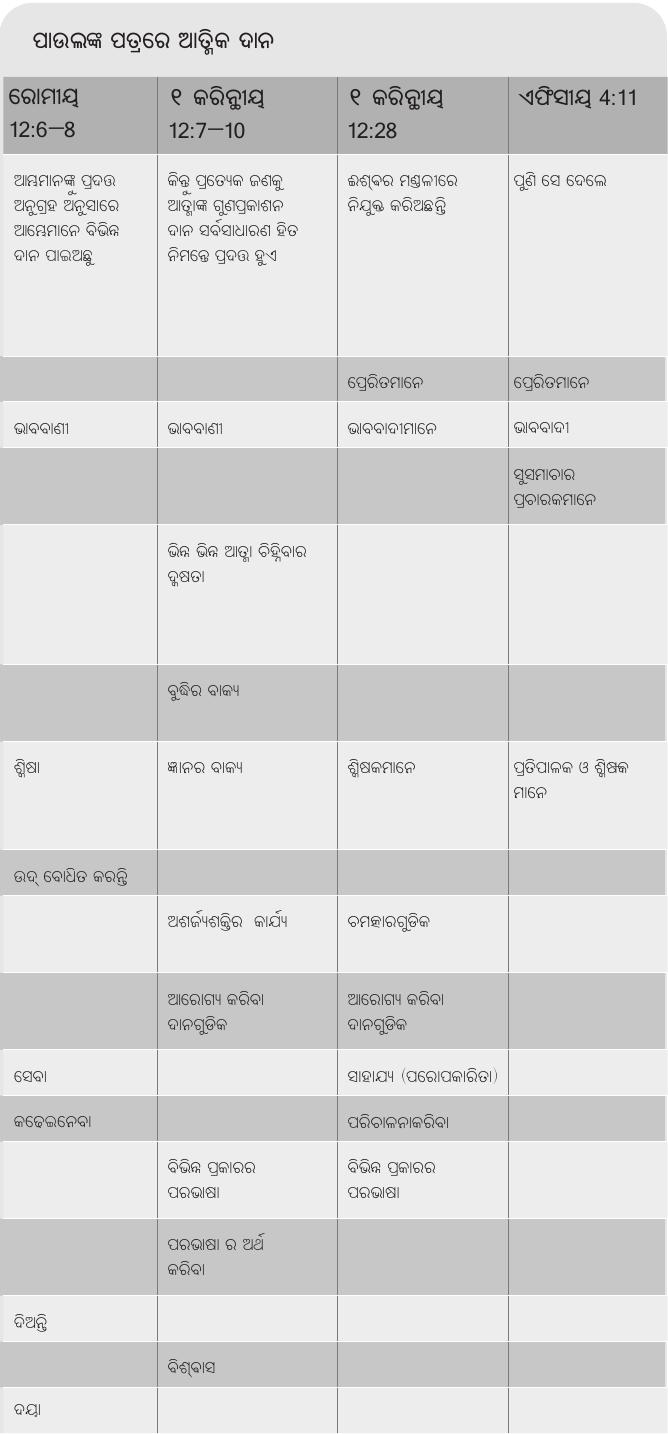 ପାଉଲଙ୍କ ପତ୍ରରେ ଆତ୍ମିକ ଦାନ
ରୋମୀୟ
12:6—8
୧ କରିନ୍ଥୀୟ
12:7—10
୧ କରିନ୍ଥୀୟ
12:28
ଏଫିସୀୟ 4:11
ଆମ୍ଭମାନଙ୍କୁ ପ୍ରଦତ୍ତ
ଅନୁଗ୍ରହ ଅନୁସାରେ
ଆମ୍ଭେମାନେ ବିଭିନ୍ନ
ଦାନ ପାଇଅଛୁ
କିନ୍ତୁ ପ୍ରତ୍ୟେକ ଜଣକୁ
ଆତ୍ମାଙ୍କ ଗୁଣପ୍ରକାଶନ
ଦାନ ସର୍ବସାଧାରଣ ହିତ
ନିମନ୍ତେ ପ୍ରଦତ୍ତ ହୁଏ
ଈଶ୍ଵର ମଣ୍ଡଳୀରେ
ନିଯୁକ୍ତ କରିଅଛନ୍ତି
ପୁଣି ସେ ଦେଲେ
ପ୍ରେରିତମାନେ
ପ୍ରେରିତମାନେ
ଭାବବାଣୀ
ଭାବବାଣୀ
ଭାବବାଦୀମାନେ
ଭାବବାଦୀ
ସୁସମାଚାର
ପ୍ରଚାରକମାନେ
ଭିନ୍ନ ଭିନ୍ନ ଆତ୍ମା ଚିହ୍ନିବାର
ଦ୍କ୍ଷତା
ବୁଦ୍ଧିର ବାକ୍ୟ
ଶ୍କ୍ଷିଷା
ଜ୍ଞାନର ବାକ୍ୟ
ଶ୍କିଷକମାନେ
ପ୍ରତିପାଳକ ଓ ଶ୍କିଷକ
ମାନେ
ଉଦ୍ ବୋଧିତ କରନ୍ତି
ଅଶର୍ଜ୍ୟଶକ୍ତିର କାର୍ଯ୍ୟ
ଚମତ୍କାରଗୁଡିକ
ଆରୋଗ୍ୟ କରିବା
ଦାନଗୁଡିକ
ଆରୋଗ୍ୟ କରିବା
ଦାନଗୁଡିକ
ସେବା
ସାହାଯ୍ୟ (ପରୋପକାରିତା)
କଢେଇନେବା
ପରିଚାଳନାକରିବା
ବିଭିନ୍ନ ପ୍ରକାରର
ପରଭାଷା
ବିଭିନ୍ନ ପ୍ରକାରର
ପରଭାଷା
ପରଭାଷା ର ଅର୍ଥ
କରିବା
ଦିଅନ୍ତି
ବିଶ୍ଵାସ
ଦୟା